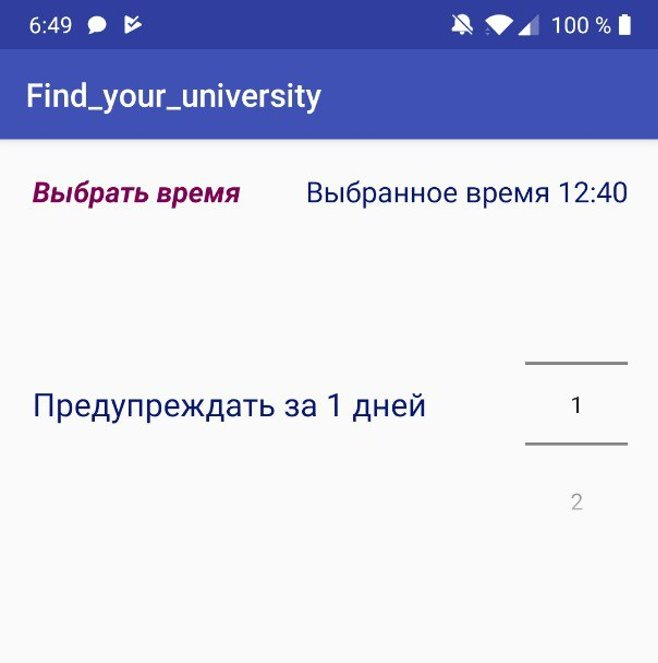 6:49 100 %
Find_your_university
Выбрать время Выбранное время 12:40
Предупреждать за 1 дней 1
2